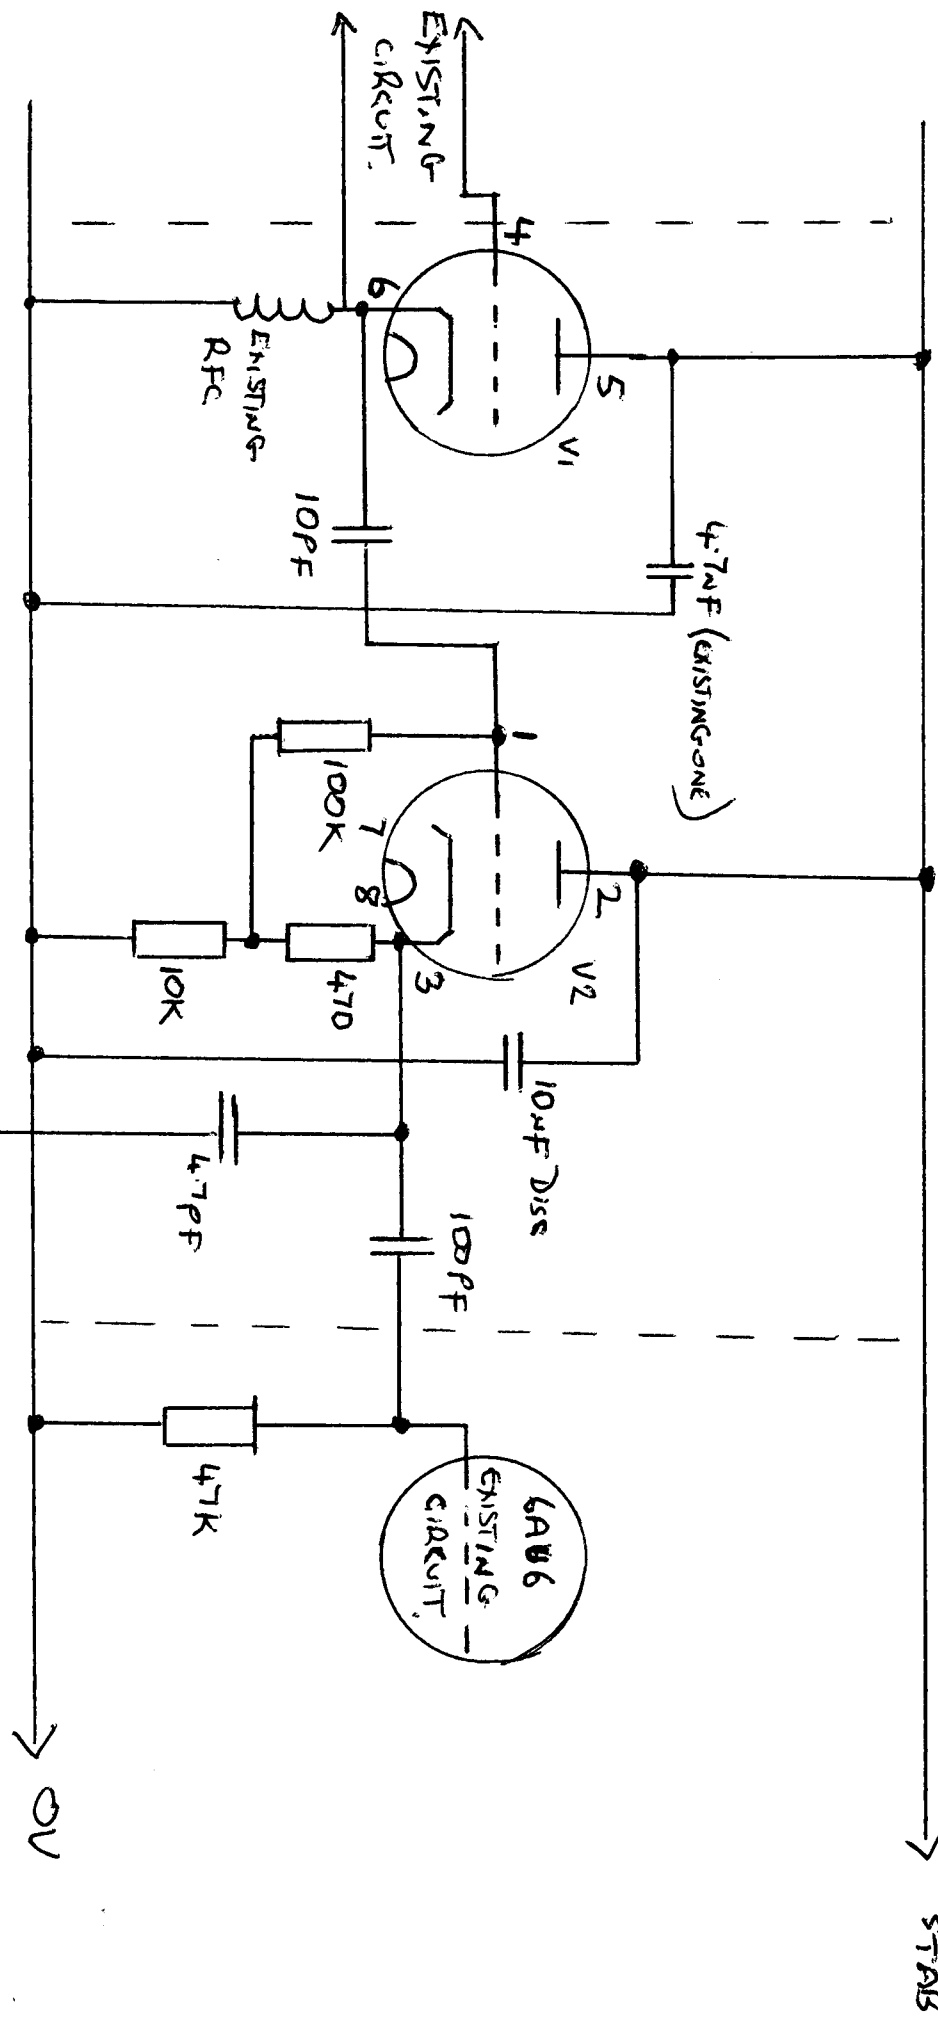 EXISTING
CIRCUIT.
4
6
5
V1
EXISTING
RFC
10PF
4.7nF (EXISTING ONE)
1
100K
7
8
2
V2
3
470
10K
10nF Disc
4.7pF
100PF
47K
6AU6
EXISTING
CIRCUIT.
0V
STAB